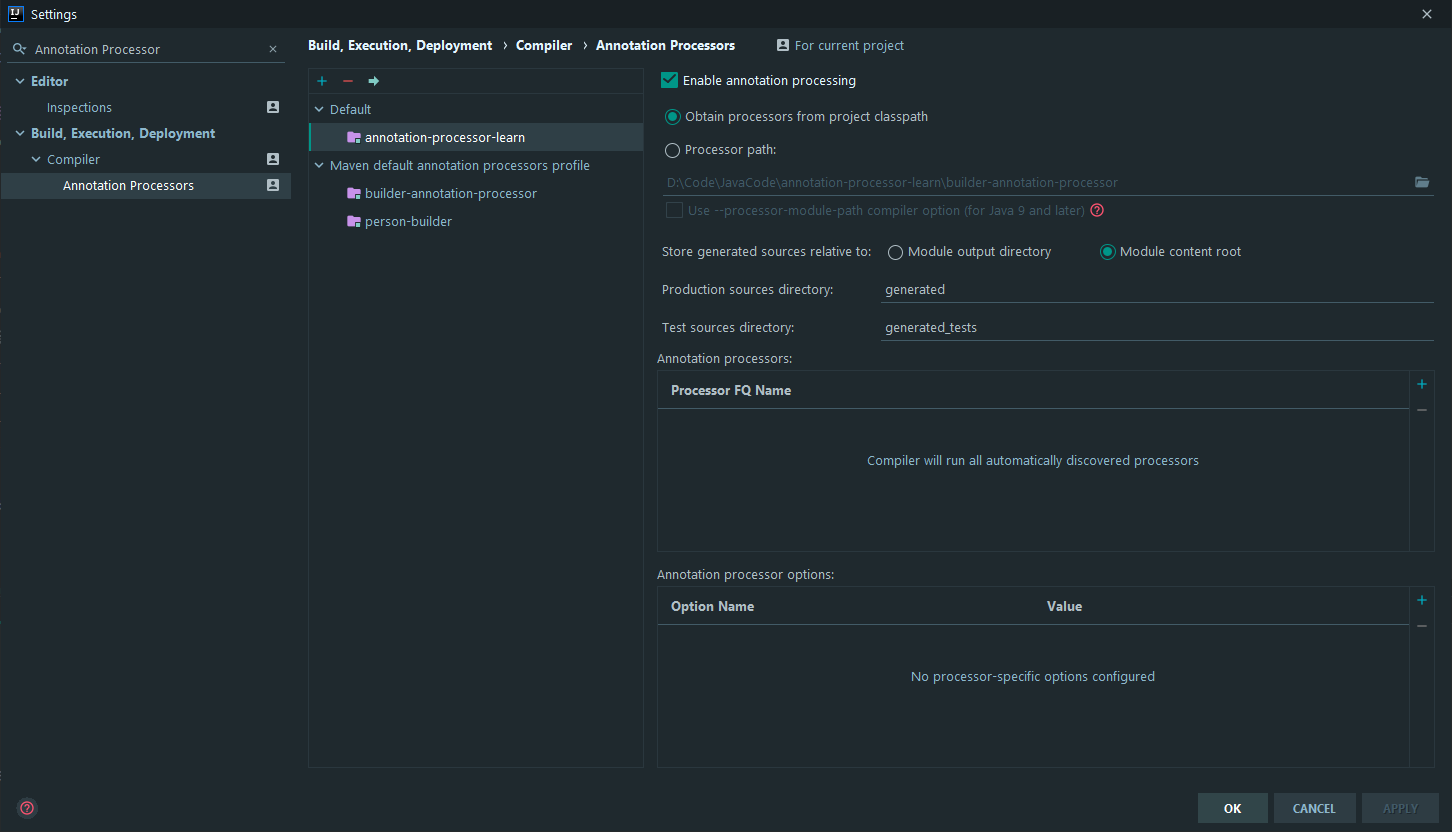 Settings
Annotation Processor
Editor
Inspections
Build, Execution, Deployment
Compiler
Annotation Processors
Build, Execution, Deployment › Compiler › Annotation Processors For current project
Default
annotation-processor-learn
Maven default annotation processors profile
builder-annotation-processor
person-builder
Enable annotation processing
Obtain processors from project classpath
Processor path:
D:\Code\JavaCode\annotation-processor-learn\builder-annotation-processor
Use --processor-module-path compiler option (for Java 9 and later)
Store generated sources relative to: Module output directory Module content root
Production sources directory: generated
Test sources directory: generated_tests
Annotation processors:
Processor FQ Name
Compiler will run all automatically discovered processors
Annotation processor options:
Option Name Value
No processor-specific options configured
OK CANCEL APPLY